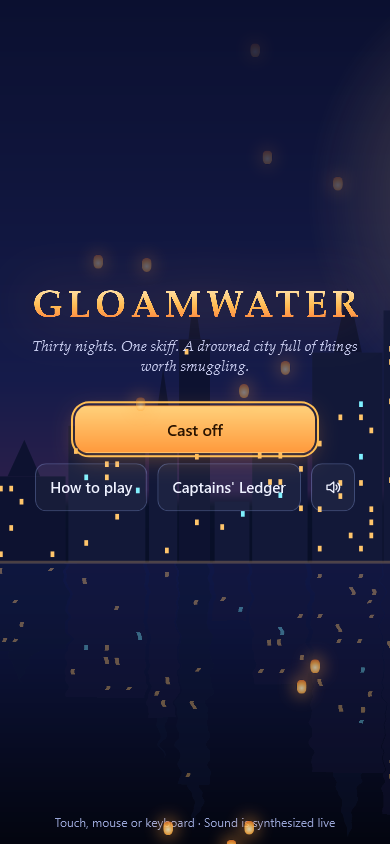 GLOAMWATER
Thirty nights. One skiff. A drowned city full of things
worth smuggling.
Cast off
How to play
Captains' Ledger
Touch, mouse or keyboard · Sound is synthesized live